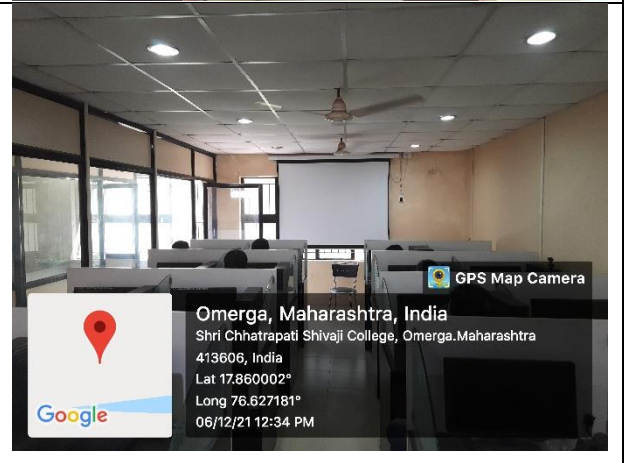 GPS Map Camera
Omerga, Maharashtra, India
Shri Chhatrapati Shivaji College, Omerga.Maharashtra
413606, India
Lat 17.860002°
Long 76.627181°
06/12/21 12:34 PM
Google